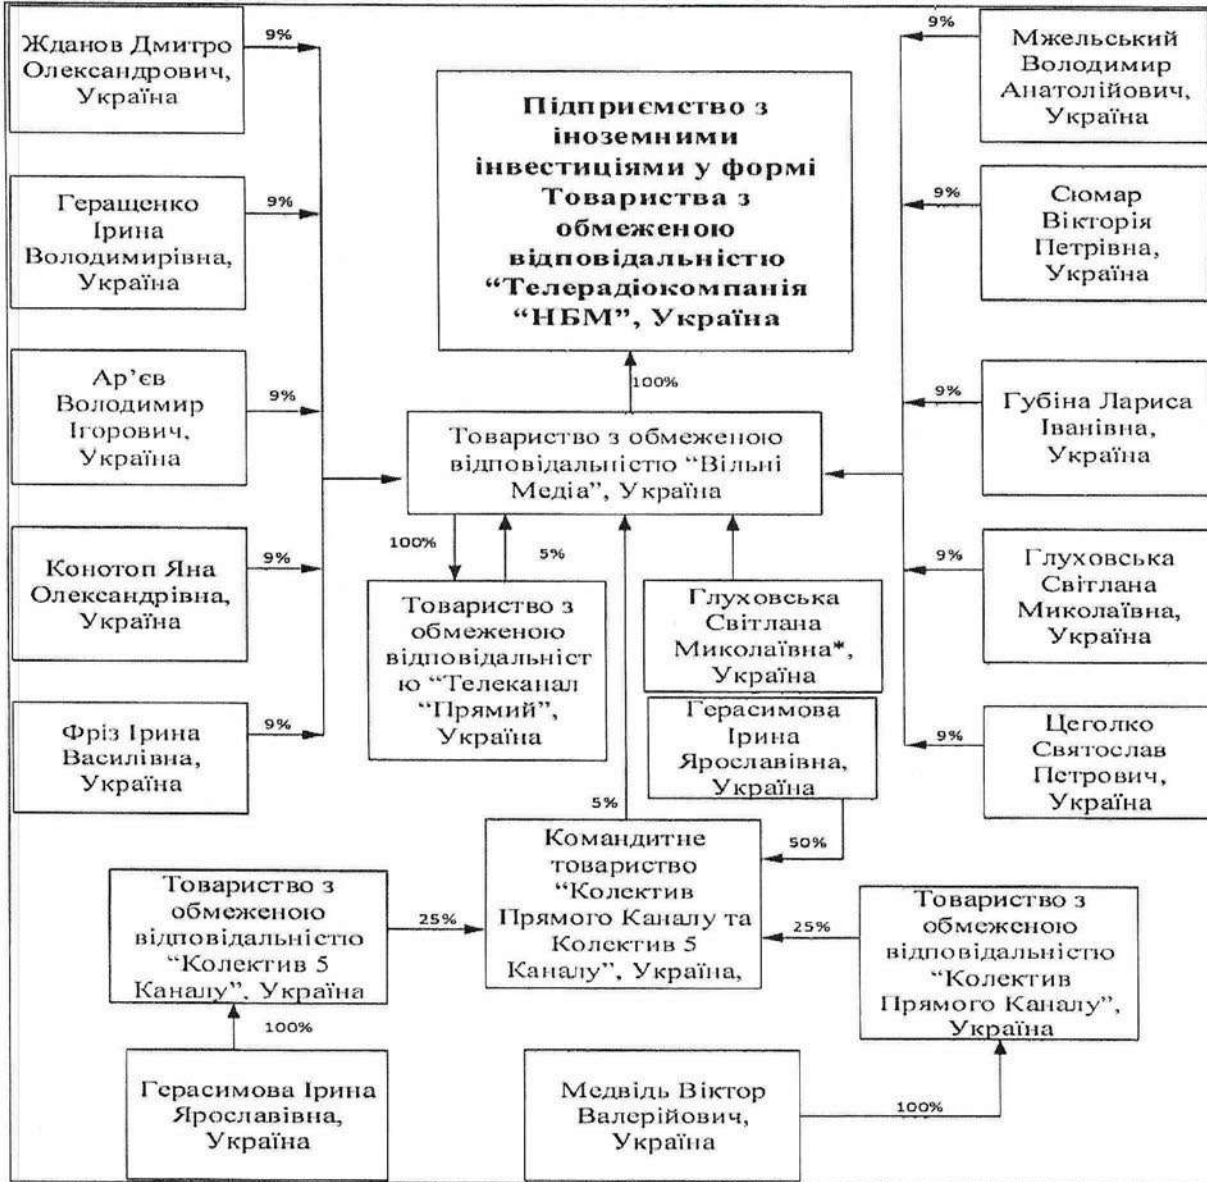 Жданов Дмитро
Олександрович,
Україна
9%
Геращенко
Ірина
Володимирівна,
Україна
9%
Ар’єв
Володимир
Ігорович,
Україна
9%
Конотоп Яна
Олександрівна,
Україна
9%
Фріз Ірина
Василівна,
Україна
9%
Підприємство з
іноземними
інвестиціями у формі
Товариства з
обмеженою
відповідальністю
“Телерадіокомпанія
“НБМ”, Україна
100%
Товариство з обмеженою
відповідальністю “Вільні
Медіа”, Україна
9%
Мжельський
Володимир
Анатолійович,
Україна
9%
Сюмар
Вікторія
Петрівна,
Україна
9%
Губіна Лариса
Іванівна,
Україна
9%
Глуховська
Світлана
Миколаївна,
Україна
9%
Цеголко
Святослав
Петрович,
Україна
100%
5%
Товариство з
обмеженою
відповідальніст
ю “Телеканал
“Прямий”,
Україна
Глуховська
Світлана
Миколаївна*,
Україна
Герасимова
Ірина
Ярославівна,
Україна
5%
50%
Командитне
товариство
“Колектив
Прямого Каналу та
Колектив 5
Каналу”, Україна,
Товариство з
обмеженою
відповідальністю
“Колектив 5
Каналу”, Україна
25%
25%
Товариство з
обмеженою
відповідальністю
“Колектив
Прямого Каналу”,
Україна
100%
Герасимова Ірина
Ярославівна,
Україна
Медвідь Віктор
Валерійович,
Україна
100%